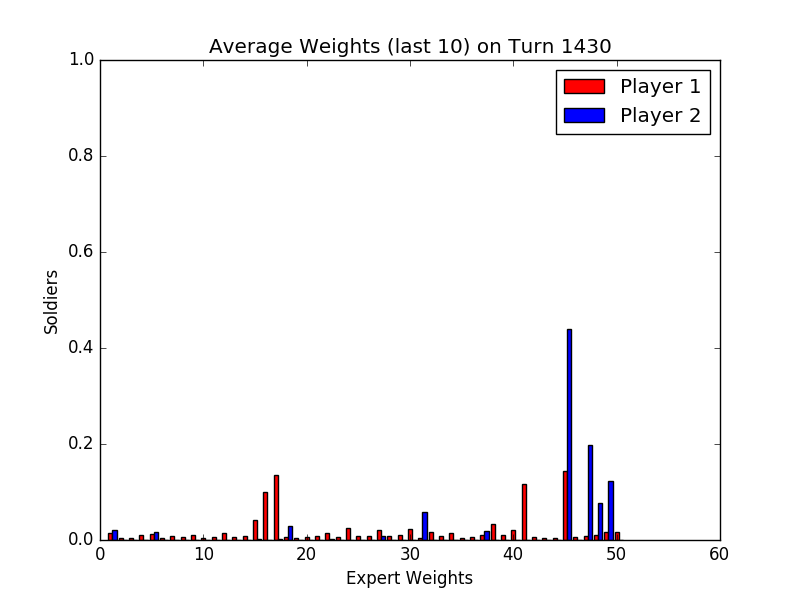 Average Weights (last 10) on Turn 1430
1.0
0.8
0.6
0.4
0.2
0.0
Soldiers
Player 1
Player 2
0 10 20 30 40 50 60
Expert Weights